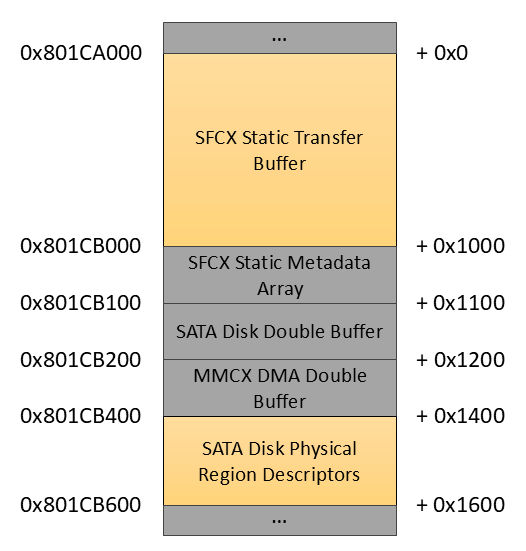 ...
0x801CA000
+ 0x0
SFCX Static Transfer
Buffer
0x801CB000
+ 0x1000
SFCX Static Metadata
Array
0x801CB100
+ 0x1100
SATA Disk Double Buffer
0x801CB200
+ 0x1200
MMCX DMA Double
Buffer
0x801CB400
+ 0x1400
SATA Disk Physical
Region Descriptors
0x801CB600
+ 0x1600
...